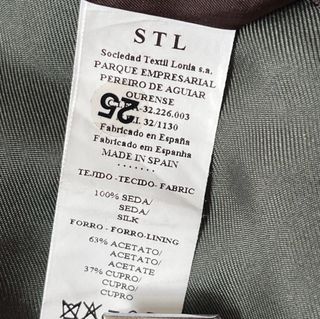 STL
Sociedad Textil Lonia s.a.
PARQUE EMPRESARIAL
PEREIRO DE AGUIAR
OURENSE
-32.226.003
32/1130
25
Fabricado en España
Fabricado em Espanha
MADE IN SPAIN
TEJIDO - TECIDO - FABRIC
100% SEDA/
SEDA/
SILK
FORRO - FORRO - LINING
63% ACETATO/
ACETATO/
ACETATE
37% CUPRO/
CUPRO/
CUPRO